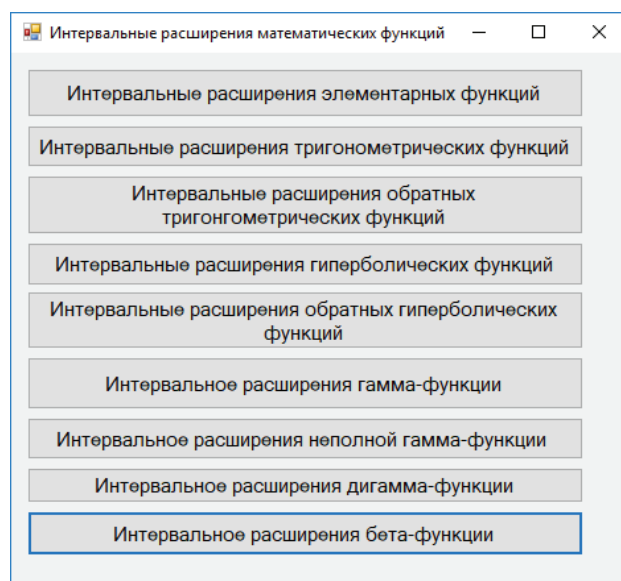 Интервальные расширения математических функций
Интервальные расширения элементарных функций
Интервальные расширения тригонометрических функций
Интервальные расширения обратных
тригонгометрических функций
Интервальные расширения гиперболических функций
Интервальные расширения обратных гиперболических
функций
Интервальное расширения гамма-функции
Интервальное расширения неполной гамма-функции
Интервальное расширения дигамма-функции
Интервальное расширения бета-функции